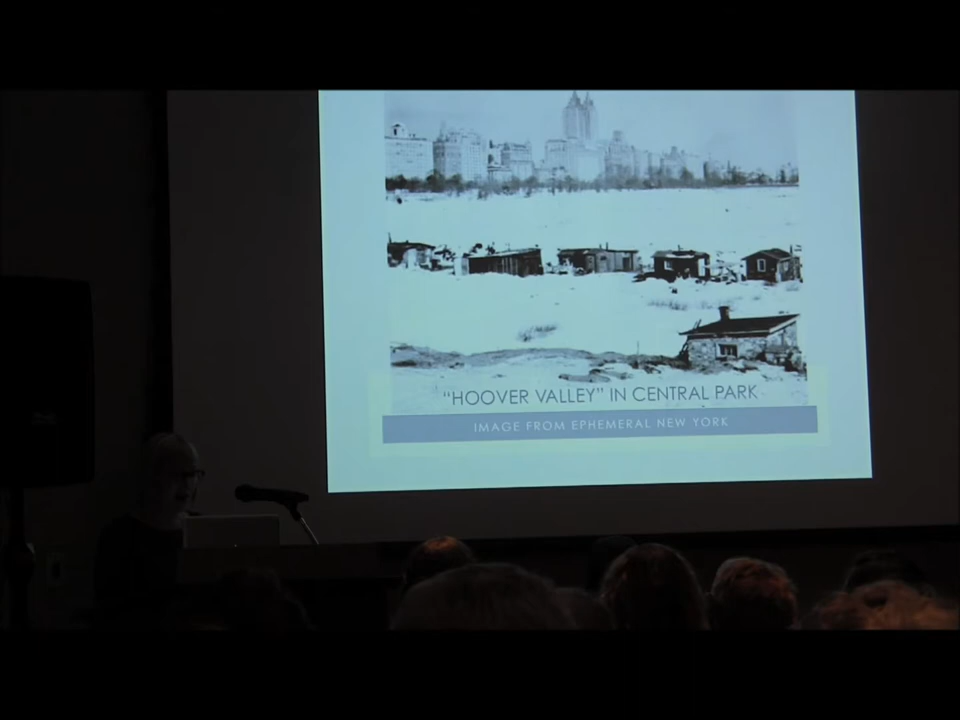 “HOOVER VALLEY” IN CENTRAL PARK
IMAGE FROM EPHEMERAL NEW YORK